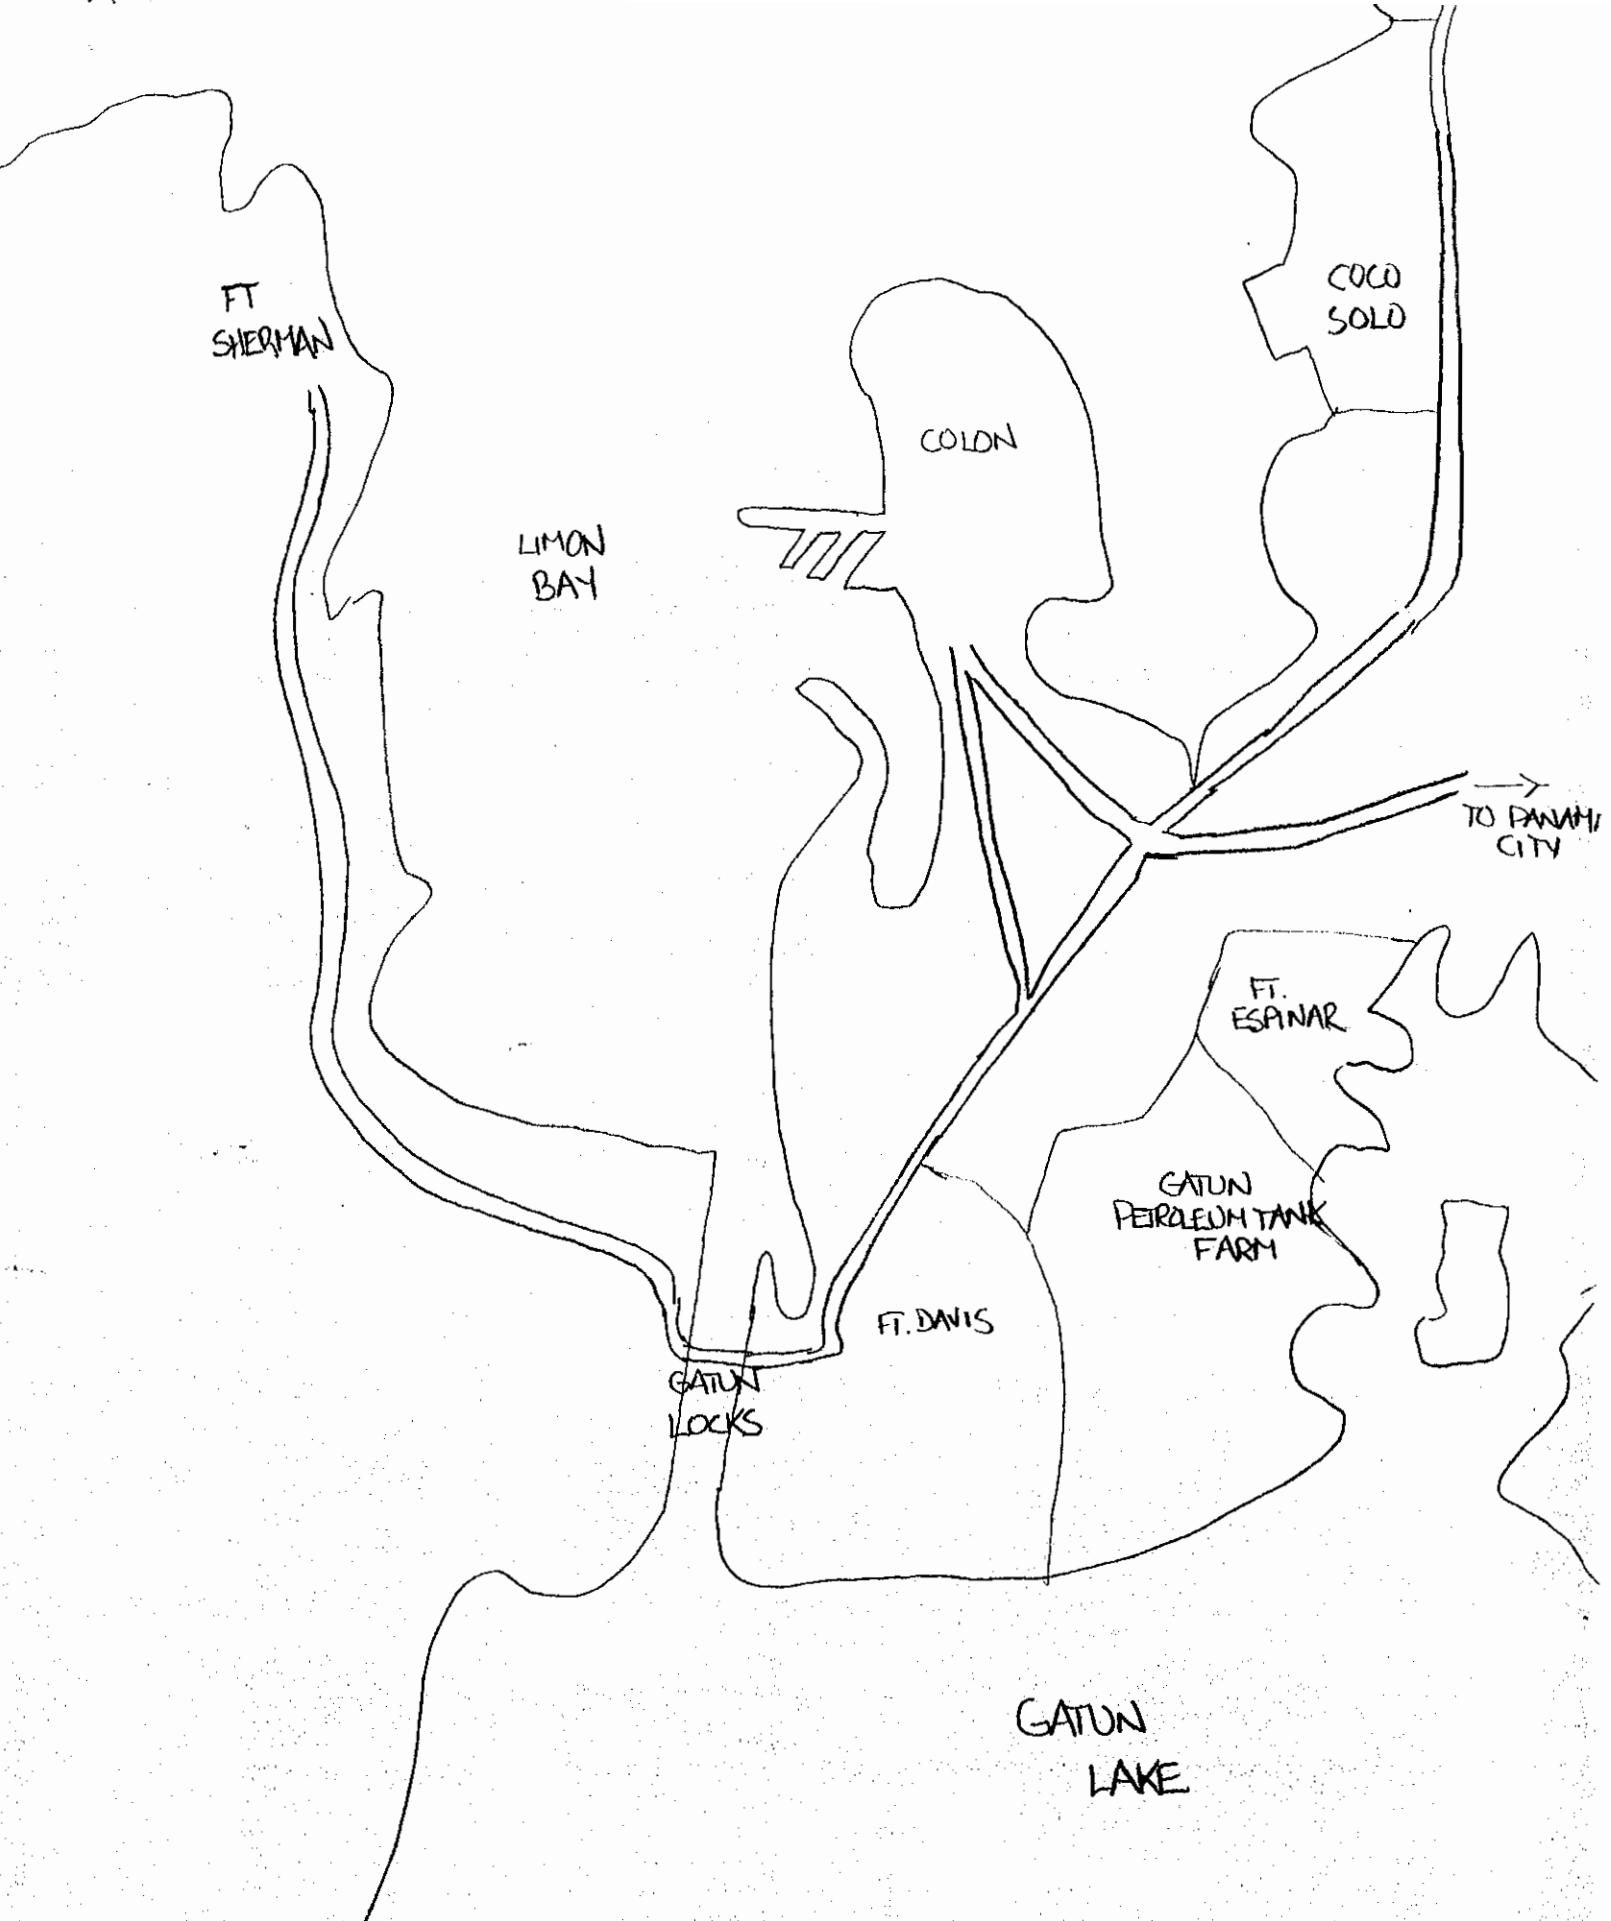 FT
SHERMAN
COCO
SOLO
COLON
LIMON
BAY
TO PANAM
CITY
FT.
ESPINAR
GATUN
PETROLEUM TANK
FARM
FT. DAVIS
GATUN
LOCKS
GATUN
LAKE